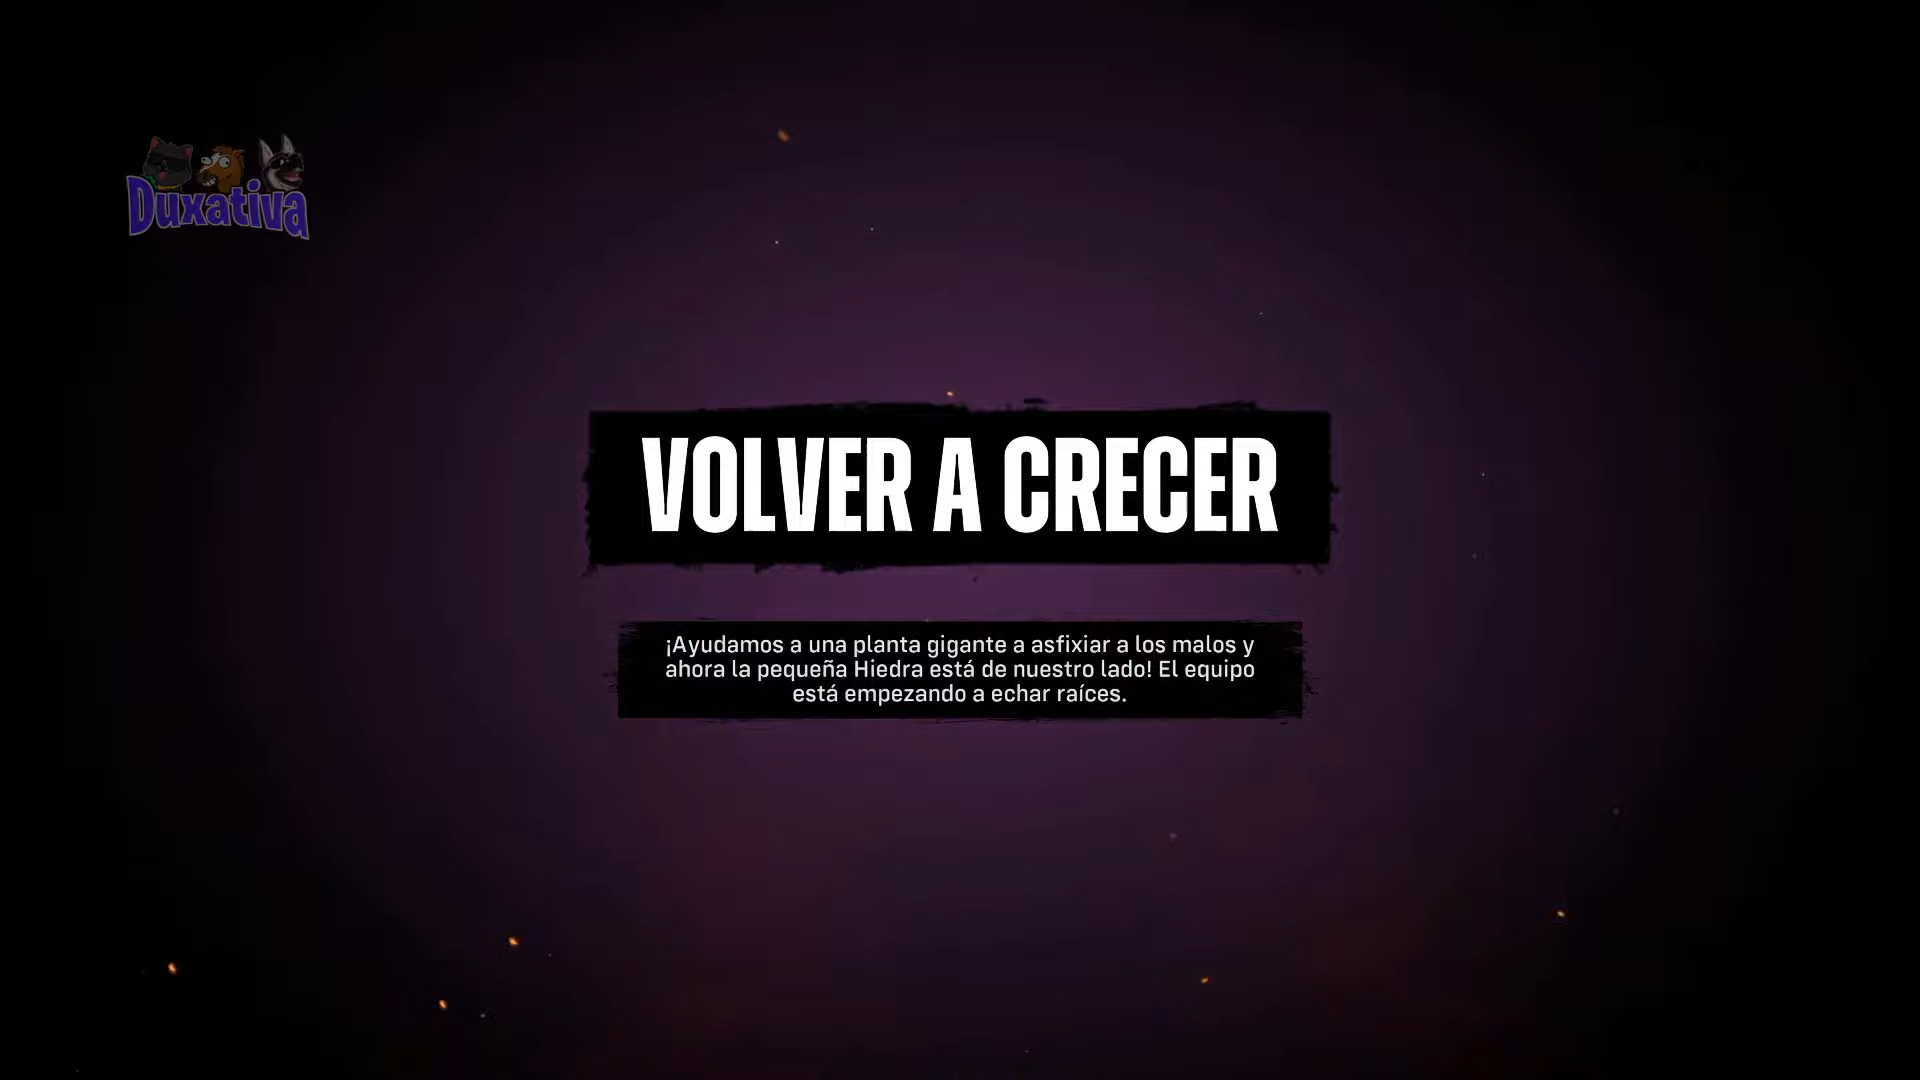 Duxativa
VOLVER A CRECER
¡Ayudamos a una planta gigante a asfixiar a los malos y
ahora la pequeña Hiedra está de nuestro lado! El equipo
está empezando a echar raíces.